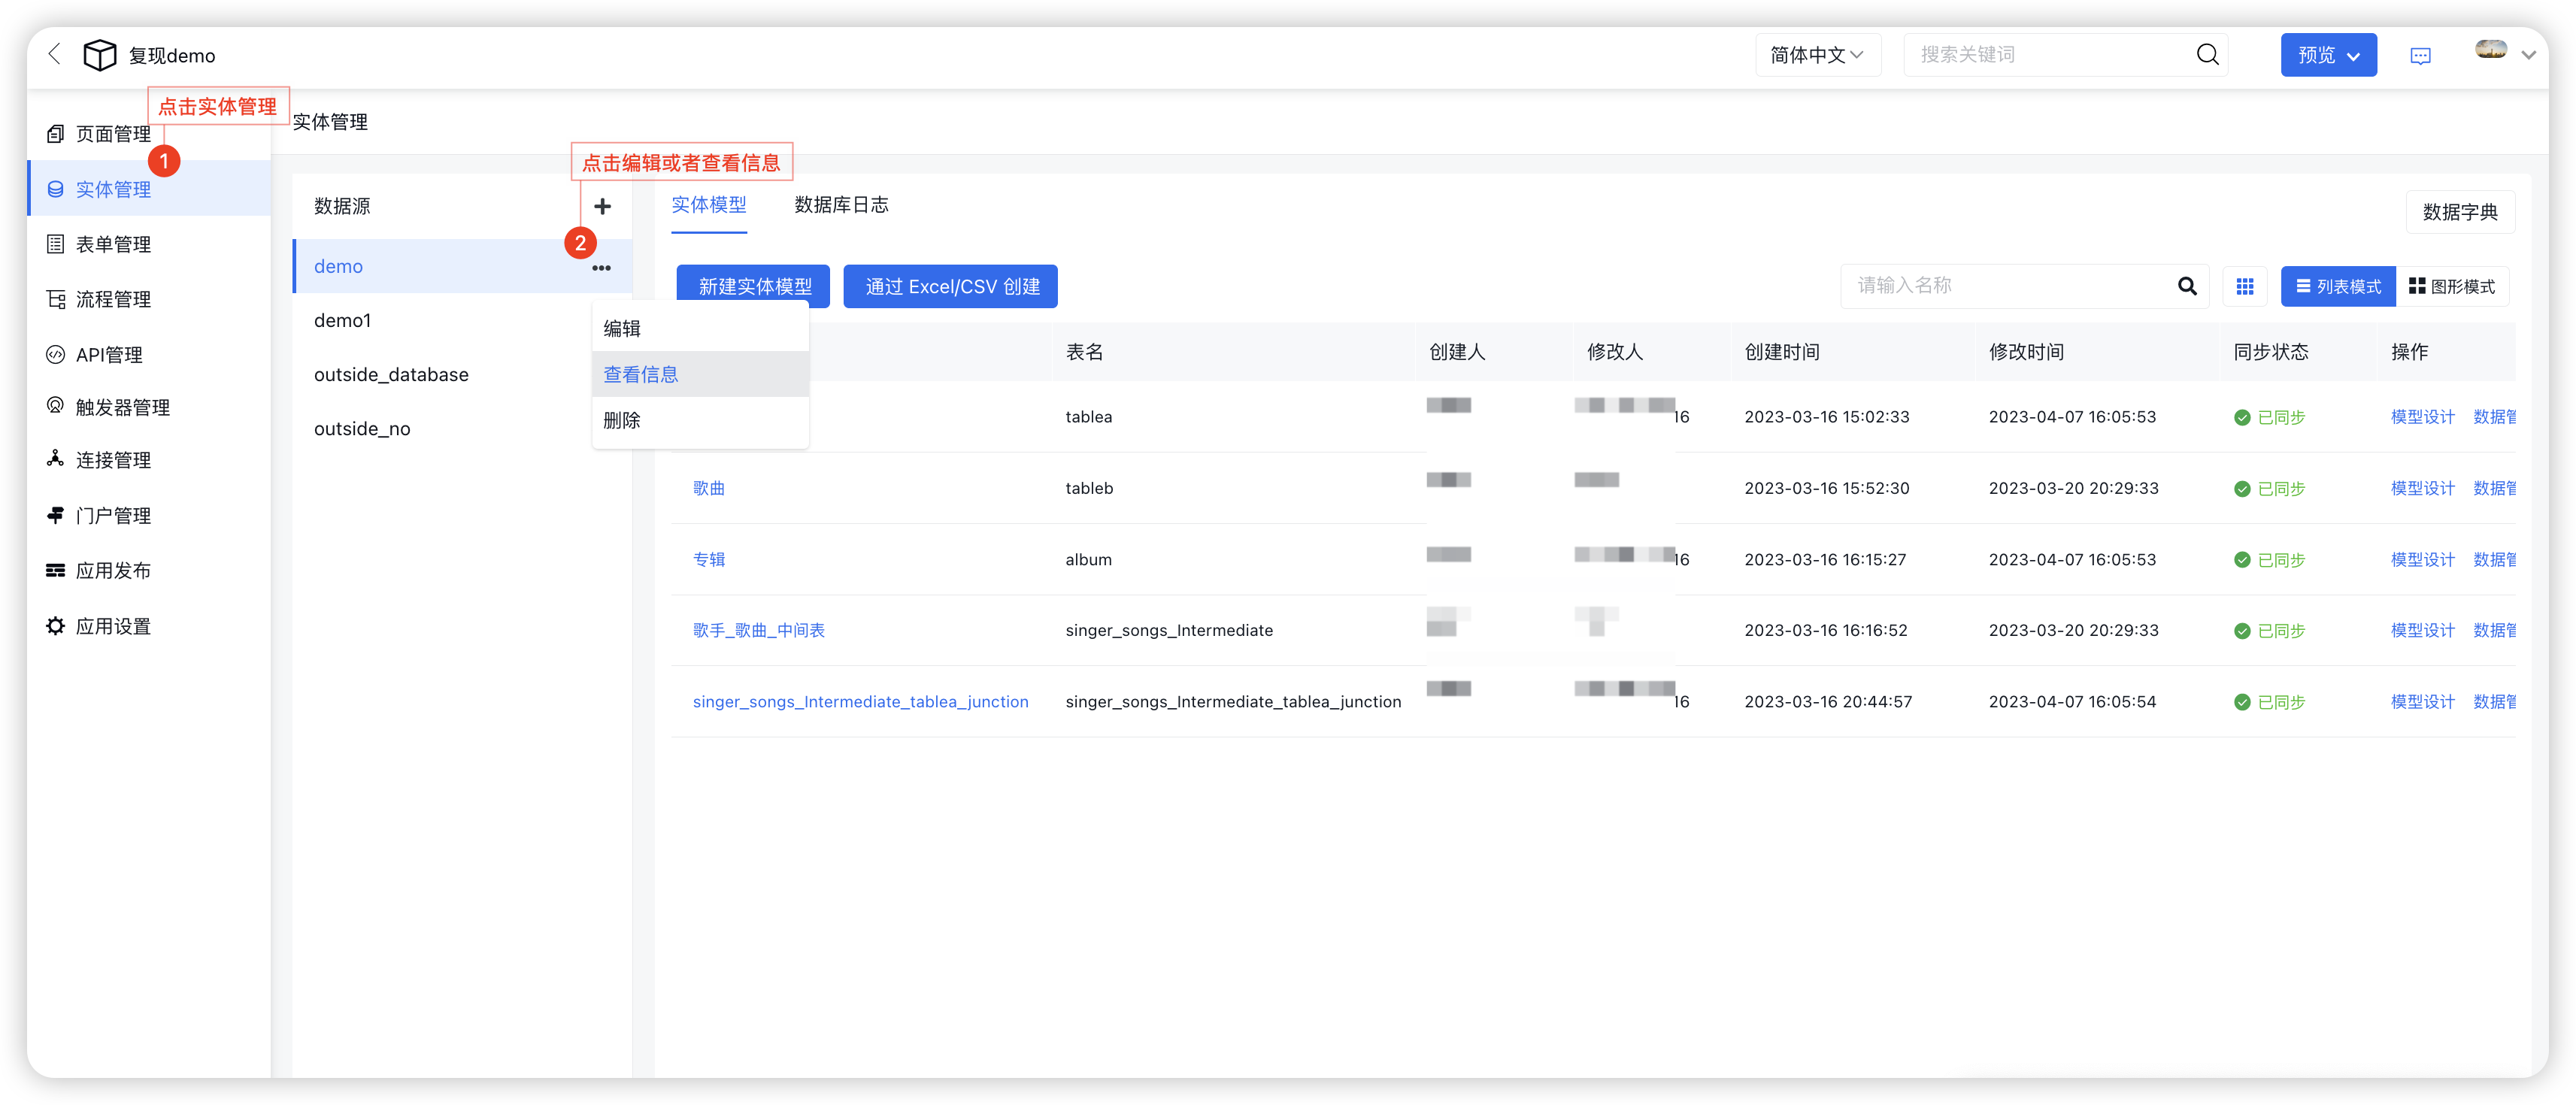 复现demo
简体中文
搜索关键词
预览
点击实体管理
页面管理
1
实体管理
表单管理
流程管理
API管理
触发器管理
连接管理
门户管理
应用发布
应用设置
实体管理
点击编辑或者查看信息
数据源
2
demo
demo1
outside_database
outside_no
编辑
查看信息
删除
实体模型 数据库日志
数据字典
新建实体模型 通过 Excel/CSV 创建
请输入名称
列表模式 图形模式
表名 创建人 修改人 创建时间 修改时间 同步状态 操作
tablea 16 2023-03-16 15:02:33 2023-04-07 16:05:53 已同步 模型设计 数据管
歌曲 tableb 2023-03-16 15:52:30 2023-03-20 20:29:33 已同步 模型设计 数据管
专辑 album 16 2023-03-16 16:15:27 2023-04-07 16:05:53 已同步 模型设计 数据管
歌手_歌曲_中间表 singer_songs_Intermediate 2023-03-16 16:16:52 2023-03-20 20:29:33 已同步 模型设计 数据管
singer_songs_Intermediate_tablea_junction singer_songs_Intermediate_tablea_junction 16 2023-03-16 20:44:57 2023-04-07 16:05:54 已同步 模型设计 数据管